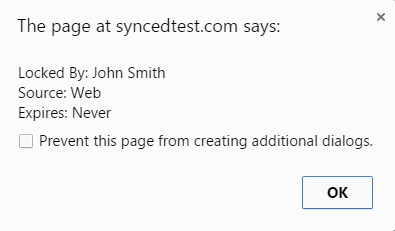 The page at syncedtest.com says:
Locked By: John Smith
Source: Web
Expires: Never
Prevent this page from creating additional dialogs.
OK